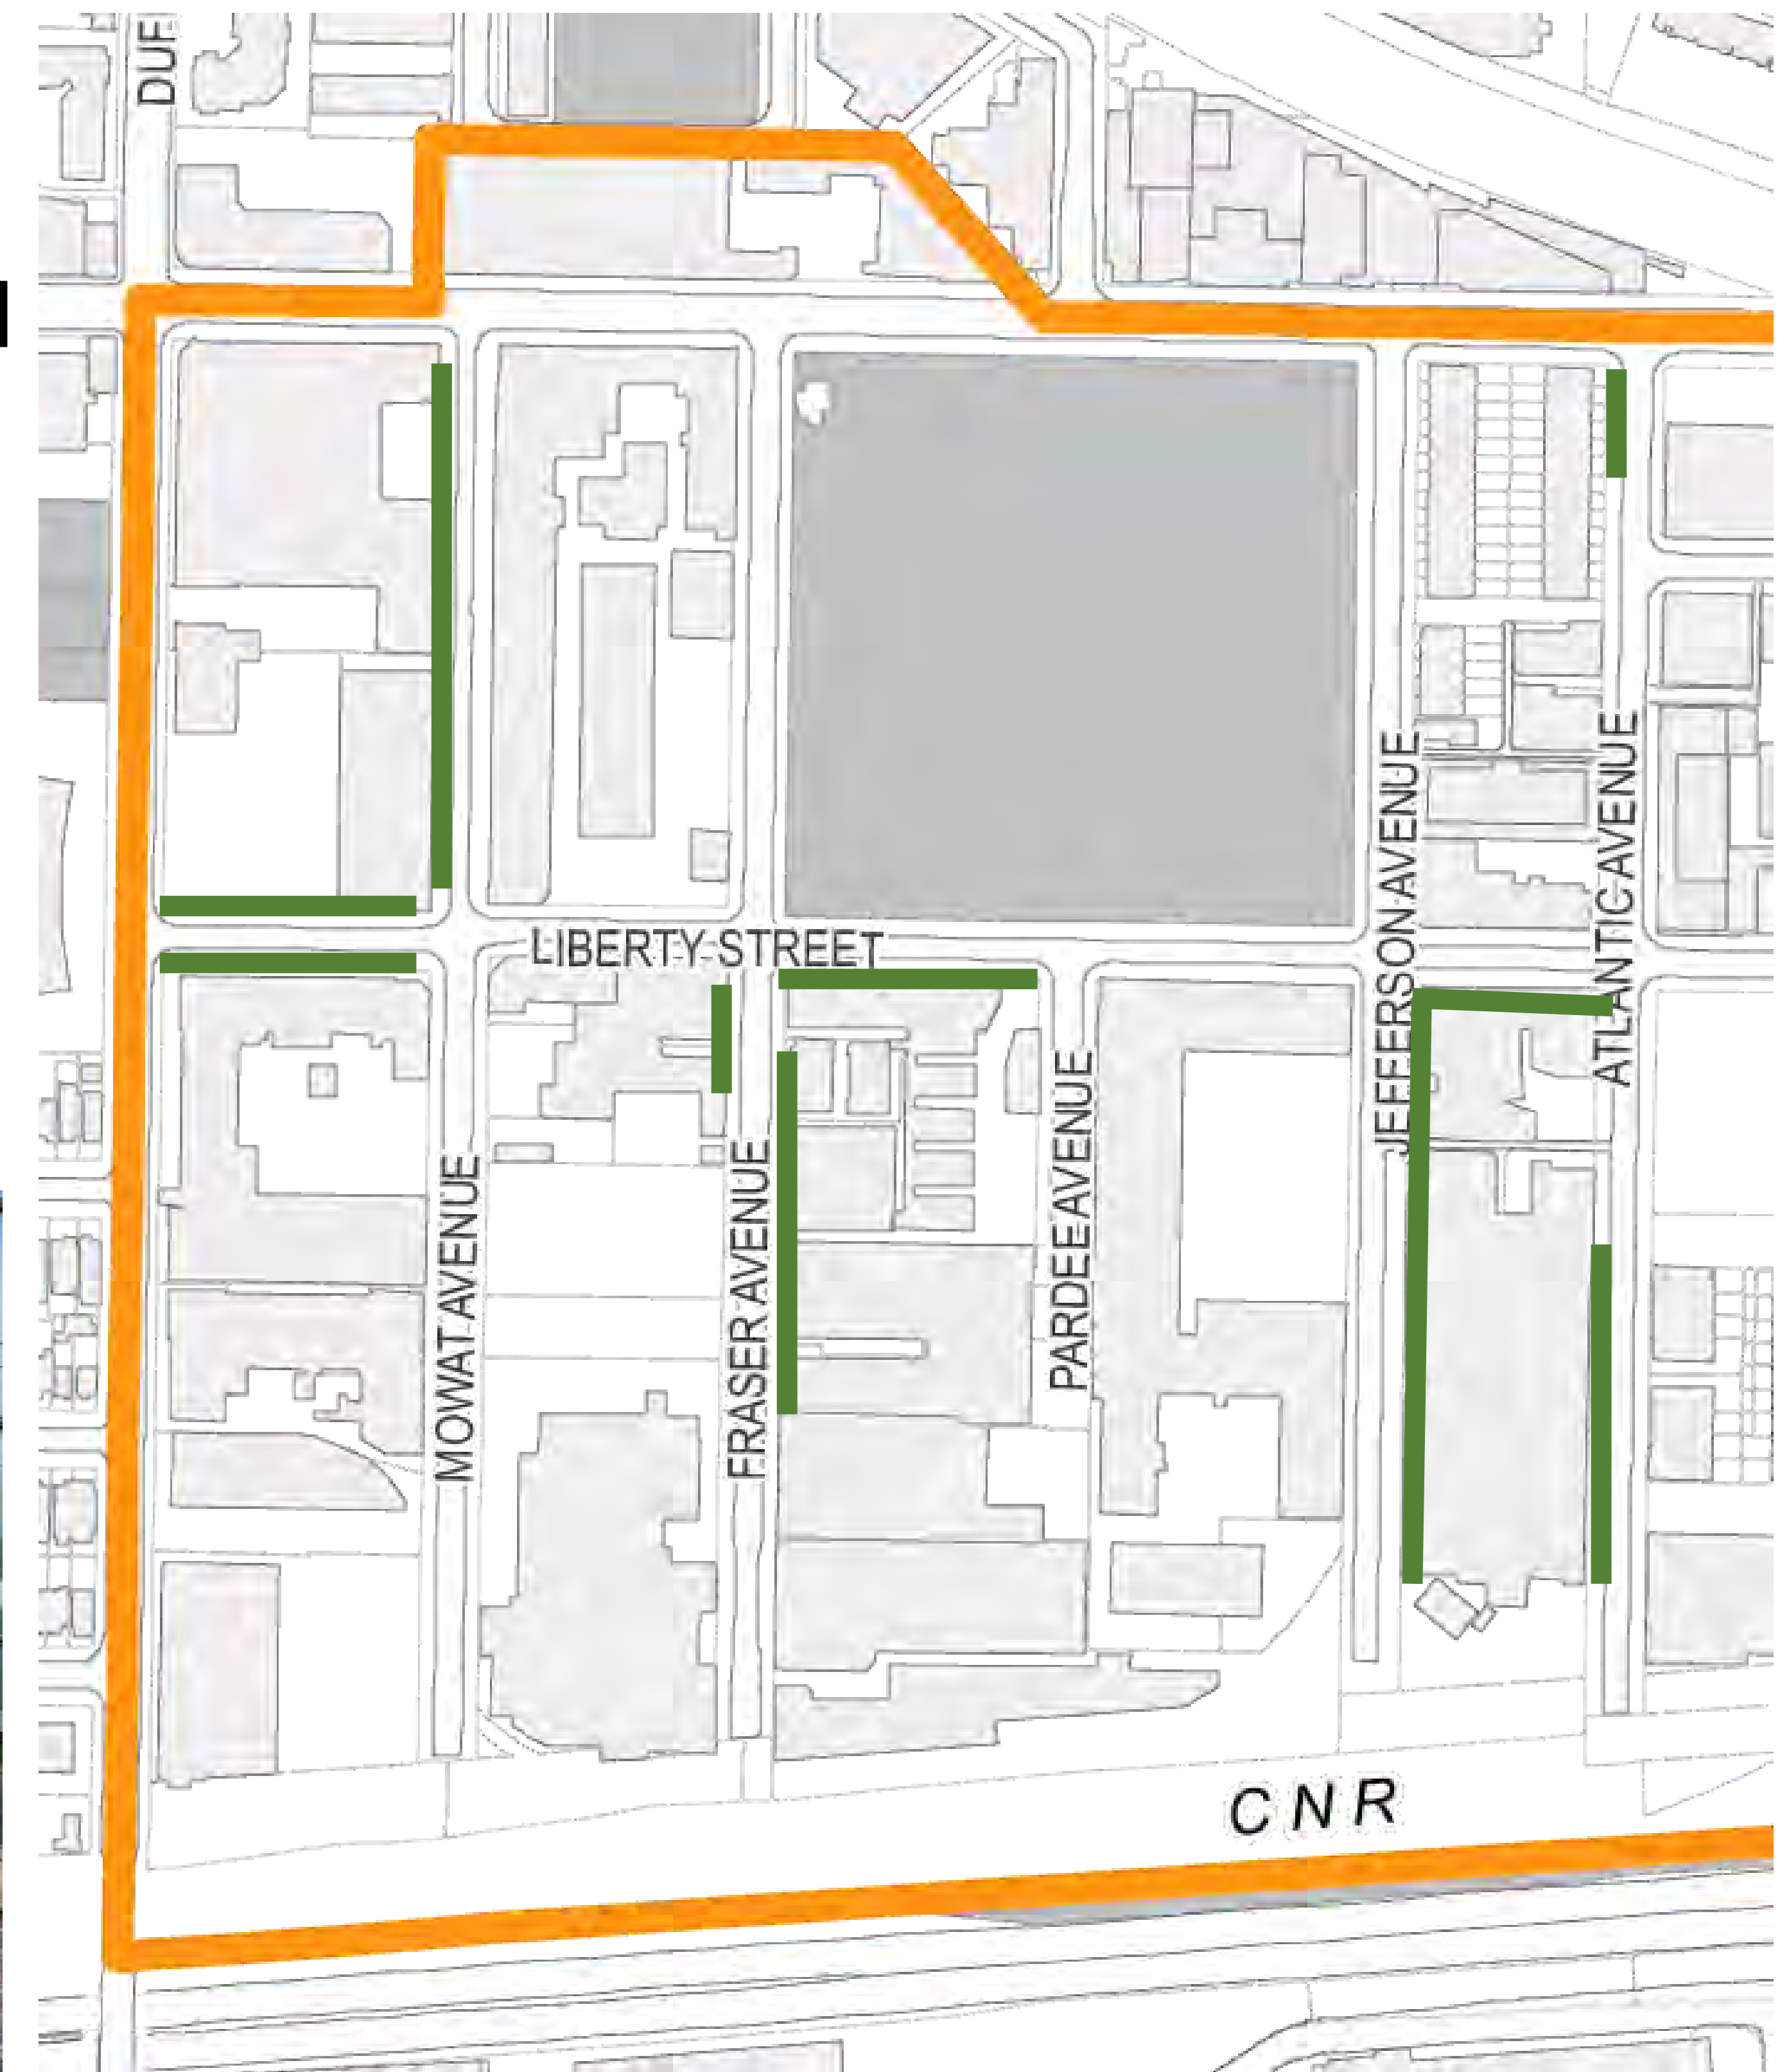 DUF
LIBERTY STREET
JEFFERSON AVENUE
ATLANTIC AVENUE
MOWAT AVENUE
FRASER AVENUE
PARDEE AVENUE
CNR